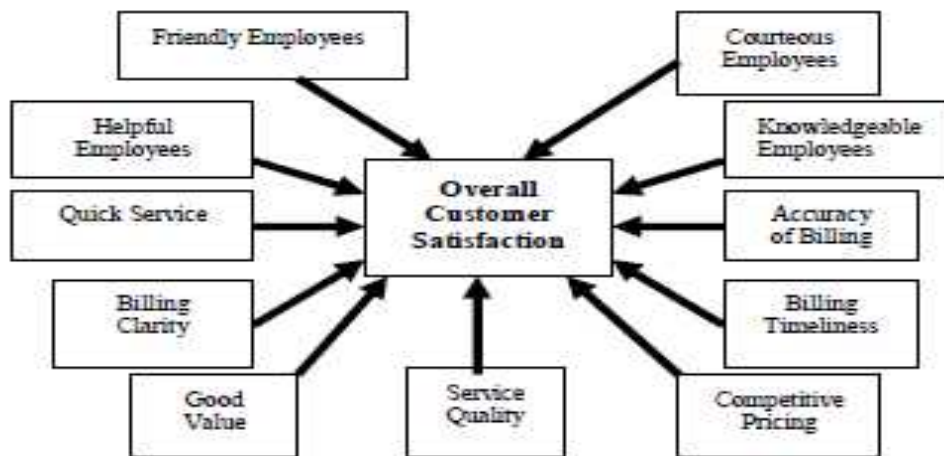 Friendly Employees
Courteous
Employees
Helpful
Employees
Knowledgeable
Employees
Overall
Customer
Satisfaction
Quick Service
Accuracy
of Billing
Billing
Clarity
Billing
Timeliness
Good
Value
Service
Quality
Competitive
Pricing